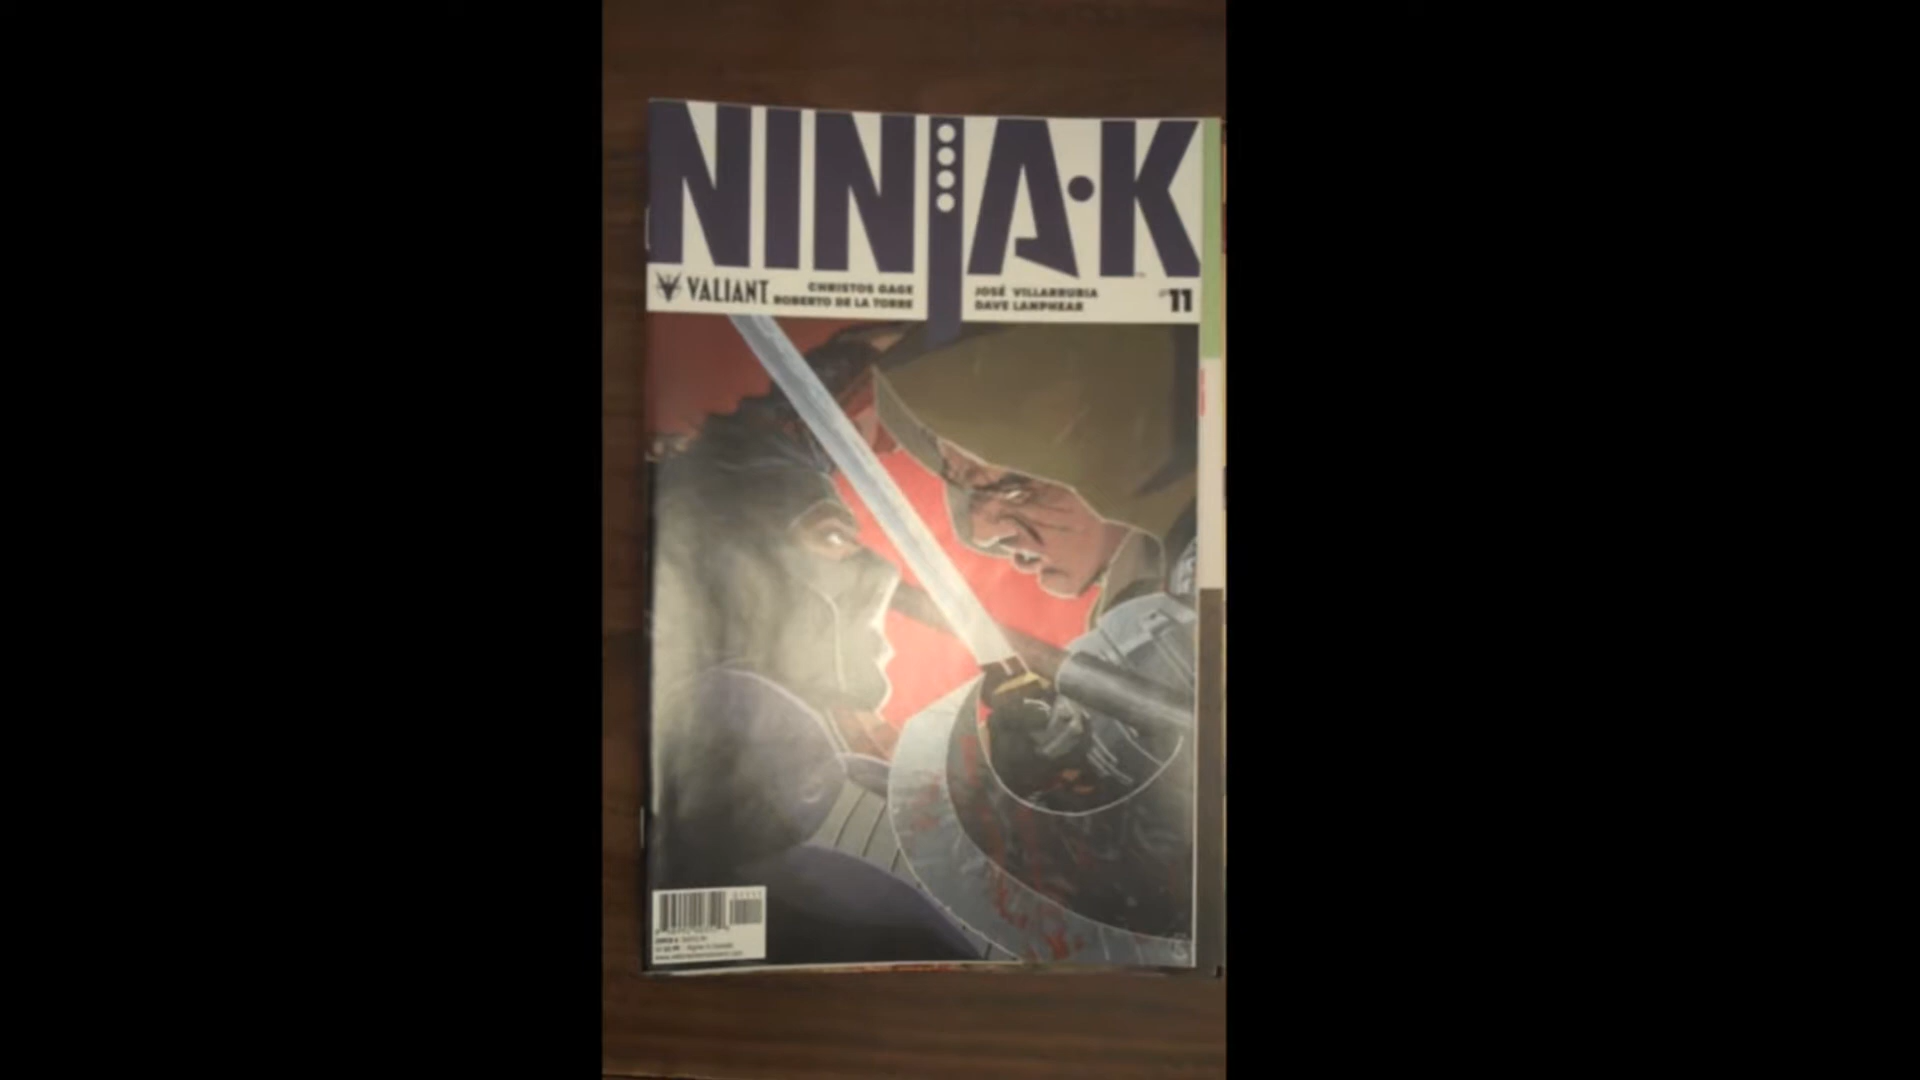 NINJA•K
VALIANT
CHRISTOS GAGE
ROBERTO DE LA TORRE
JOSÉ VILLARRUBIA
DAVE LANPHEAR
#11